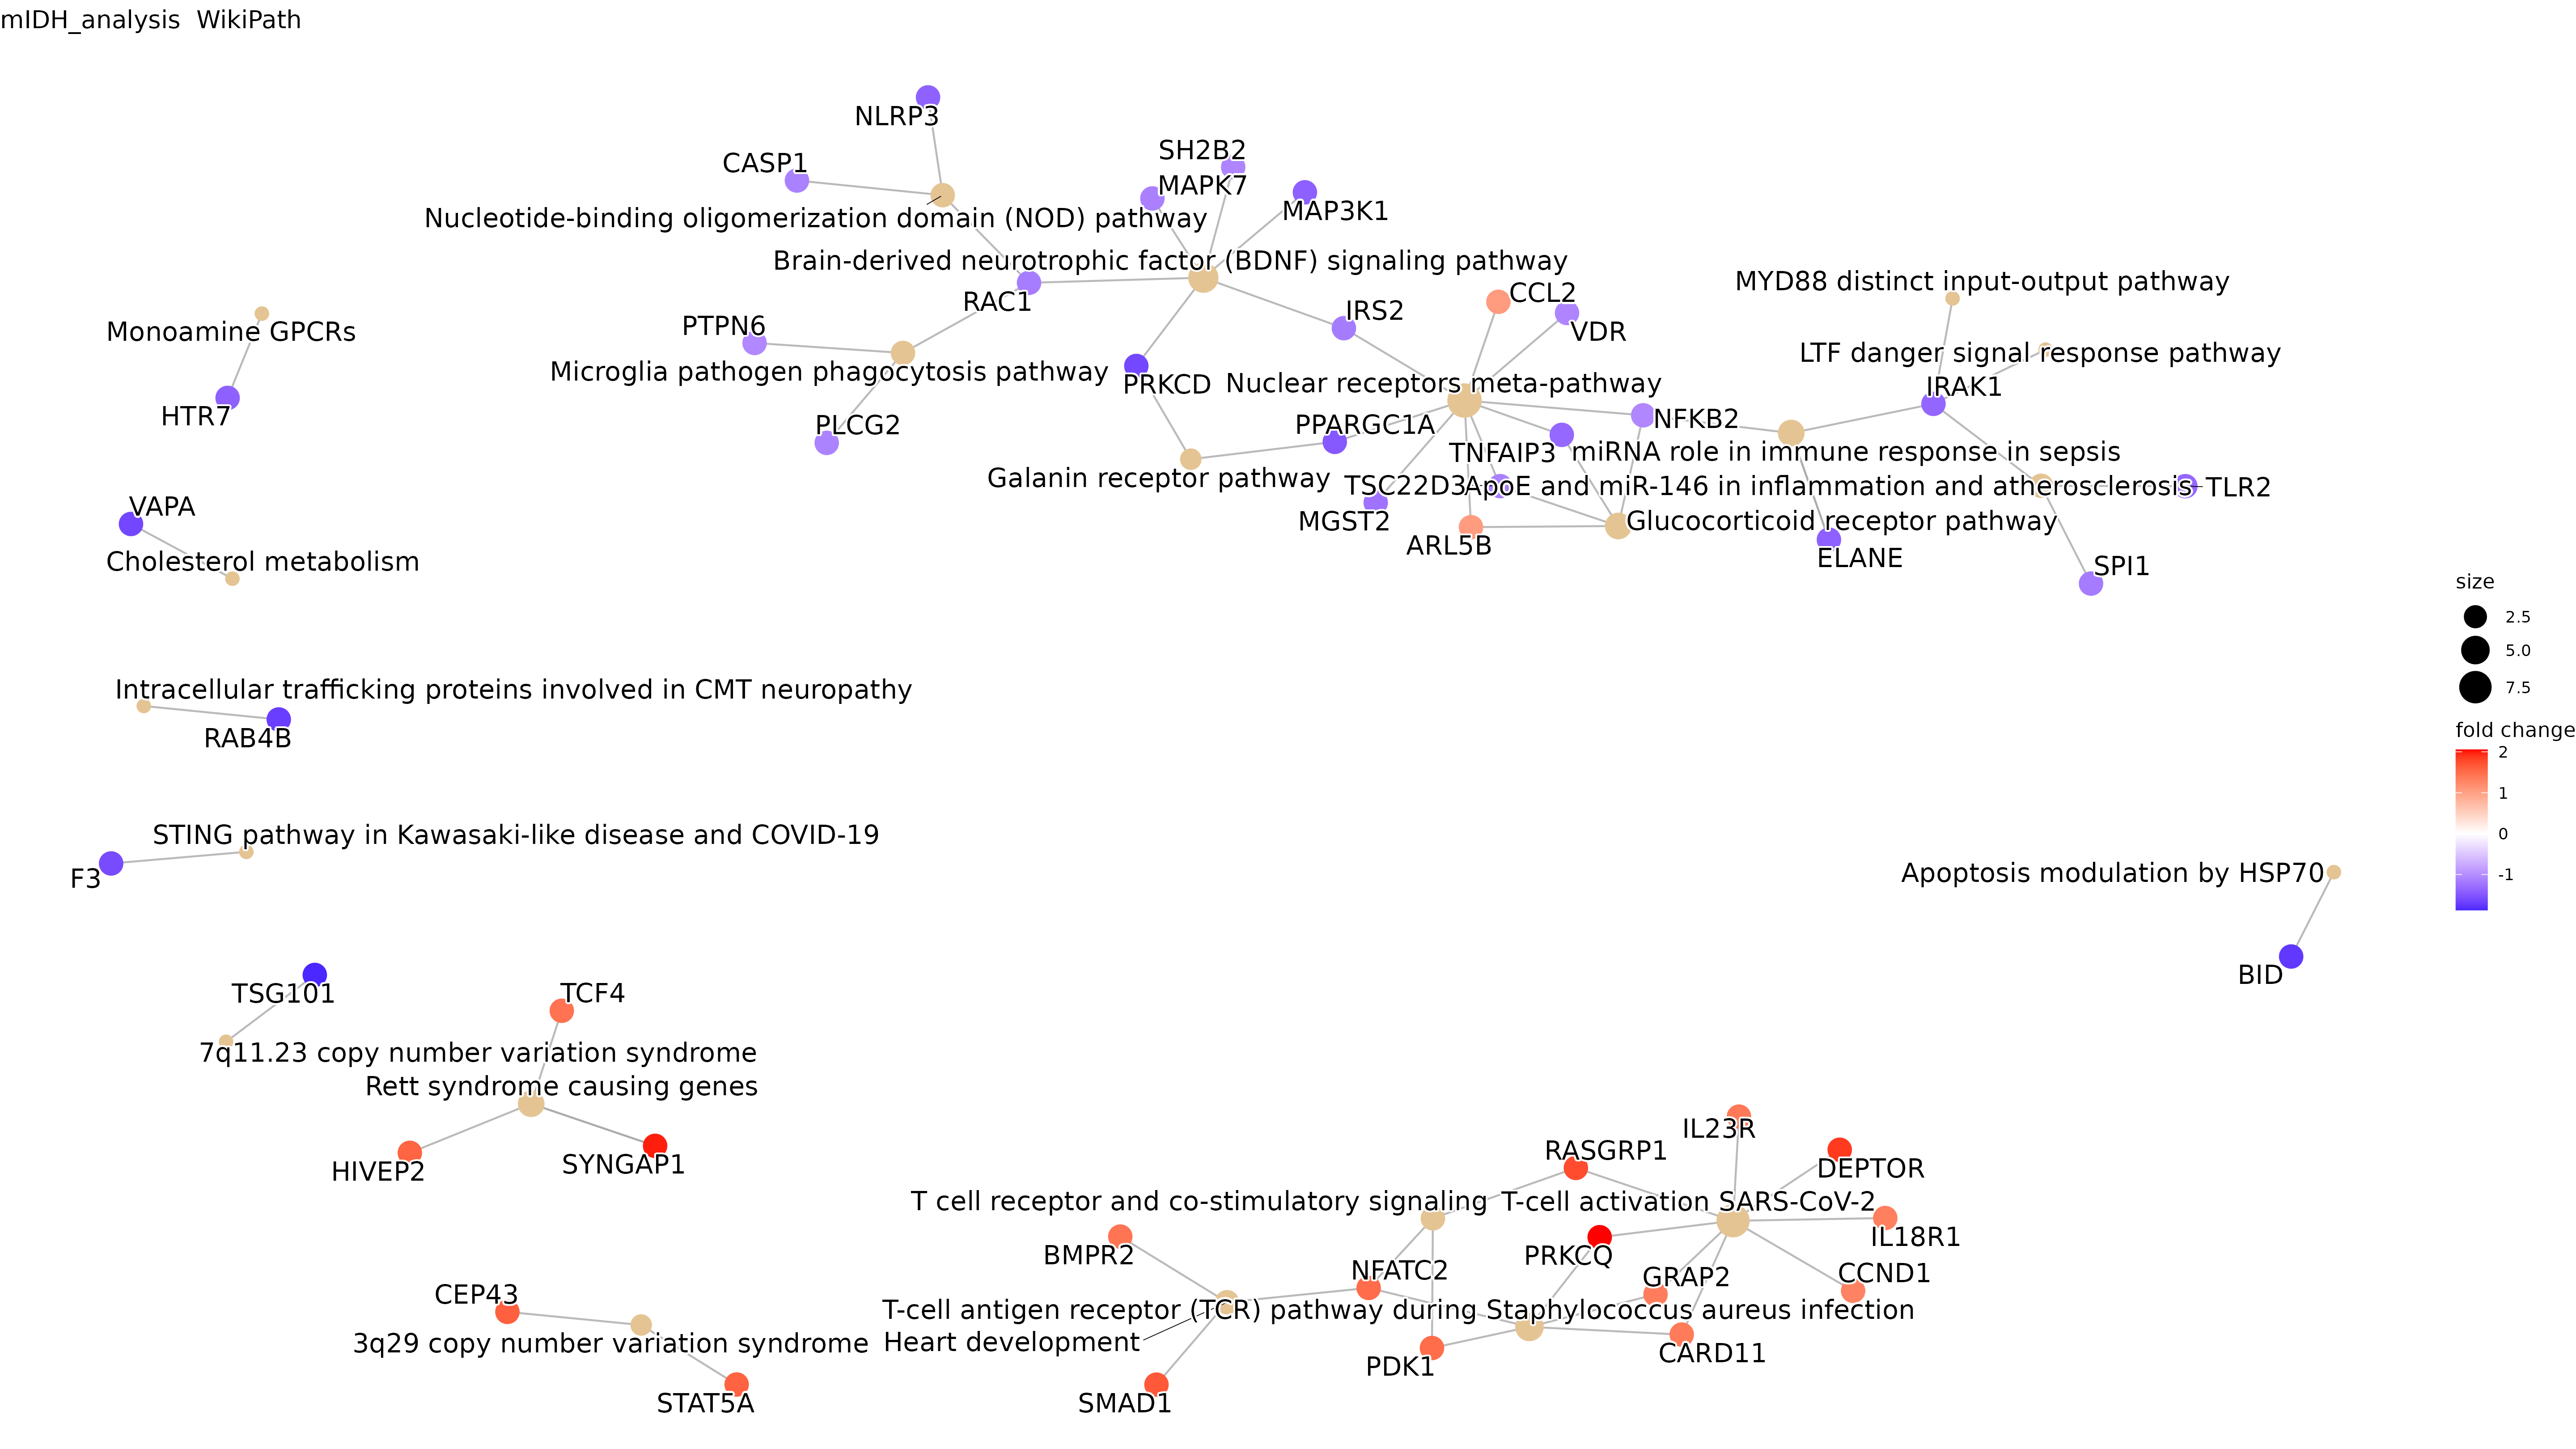 mIDH_analysis WikiPath
NLRP3
CASP1
SH2B2
MAPK7
MAP3K1
Nucleotide-binding oligomerization domain (NOD) pathway
Brain-derived neurotrophic factor (BDNF) signaling pathway
MYD88 distinct input-output pathway
CCL2
RAC1
IRS2
PTPN6
Monoamine GPCRs
VDR
LTF danger signal response pathway
Microglia pathogen phagocytosis pathway
PRKCD
Nuclear receptors meta-pathway
IRAK1
HTR7
NFKB2
PLCG2
PPARGC1A
TNFAIP3
miRNA role in immune response in sepsis
Galanin receptor pathway
TSC22D3
ApoE and miR-146 in inflammation and atherosclerosis
TLR2
VAPA
MGST2
Glucocorticoid receptor pathway
ARL5B
Cholesterol metabolism
ELANE
SPI1
size
2.5
5.0
7.5
Intracellular trafficking proteins involved in CMT neuropathy
RAB4B
fold change
2
1
0
-1
STING pathway in Kawasaki-like disease and COVID-19
F3
Apoptosis modulation by HSP70
BID
TSG101
TCF4
7q11.23 copy number variation syndrome
Rett syndrome causing genes
HIVEP2
SYNGAP1
IL23R
RASGRP1
DEPTOR
T cell receptor and co-stimulatory signaling
T-cell activation SARS-CoV-2
BMPR2
PRKCQ
IL18R1
NFATC2
GRAP2
CCND1
CEP43
T-cell antigen receptor (TCR) pathway during Staphylococcus aureus infection
3q29 copy number variation syndrome
Heart development
CARD11
PDK1
STAT5A
SMAD1